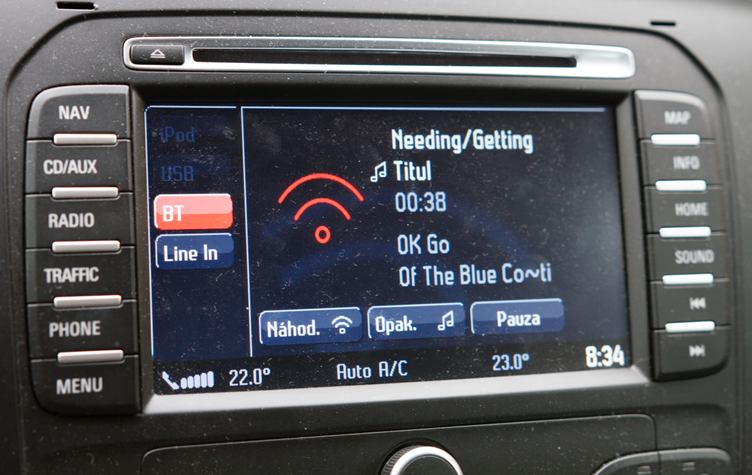 NAV
CD/AUX
RADIO
TRAFFIC
PHONE
MENU
iPod
USB
BT
Line In
Needing/Getting
Titul
00:38
OK Go
Of The Blue Co~ti
Náhod.
Opak.
Pauza
22.0°
Auto A/C
23.0°
8:34
MAP
INFO
HOME
SOUND